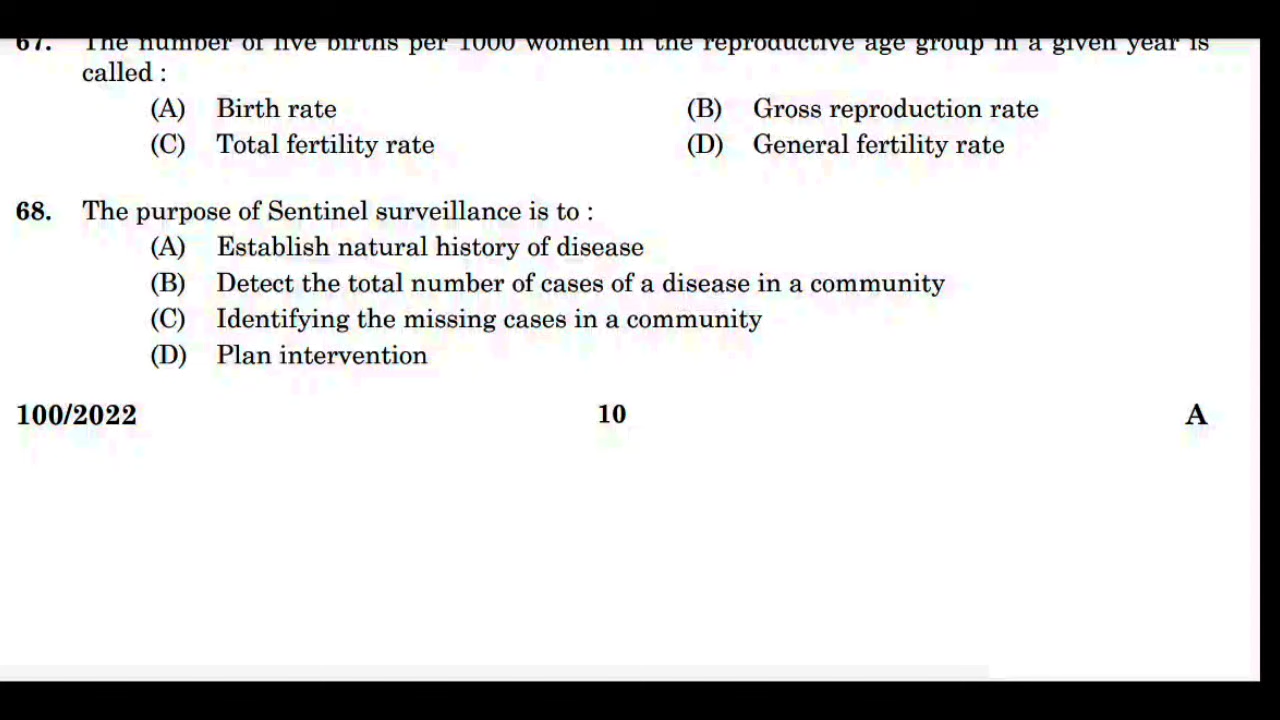 67. The number of live births per 1000 women in the reproductive age group in a given year is
called :
(A) Birth rate (B) Gross reproduction rate
(C) Total fertility rate (D) General fertility rate
68. The purpose of Sentinel surveillance is to :
(A) Establish natural history of disease
(B) Detect the total number of cases of a disease in a community
(C) Identifying the missing cases in a community
(D) Plan intervention
100/2022 10 A